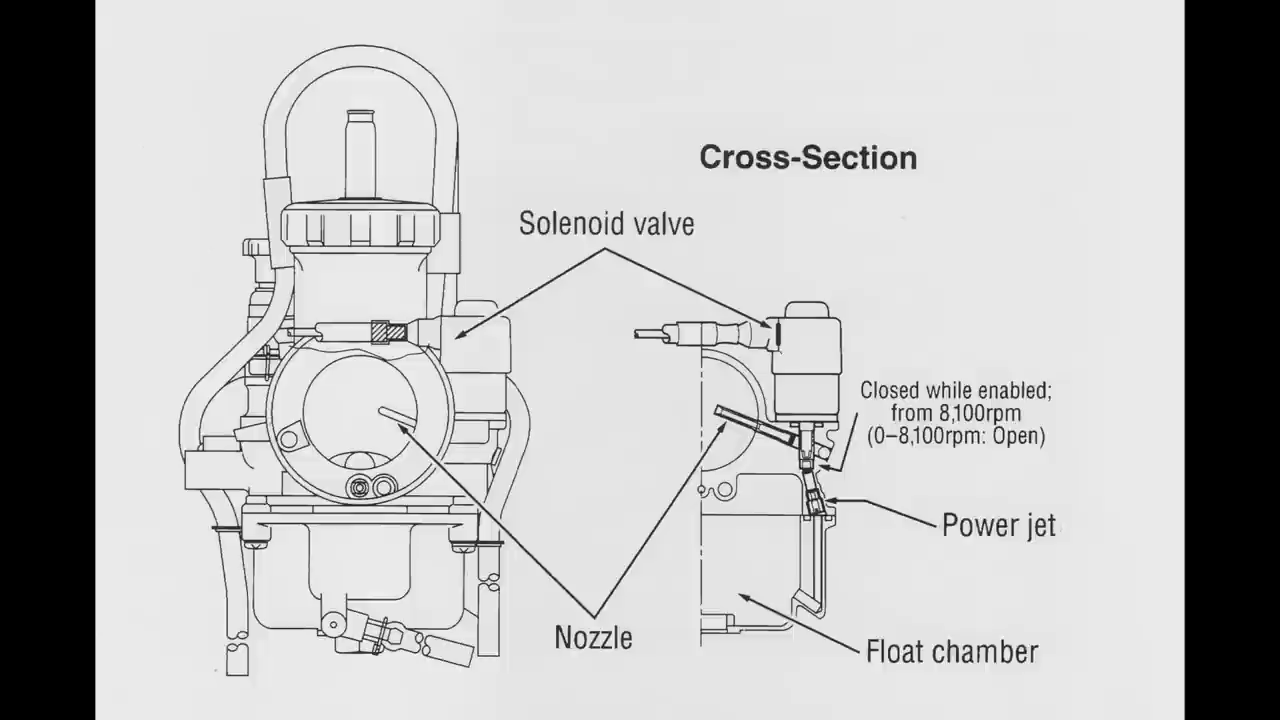 Cross-Section
Solenoid valve
Closed while enabled;
from 8,100rpm
(0–8,100rpm: Open)
Power jet
Nozzle
Float chamber